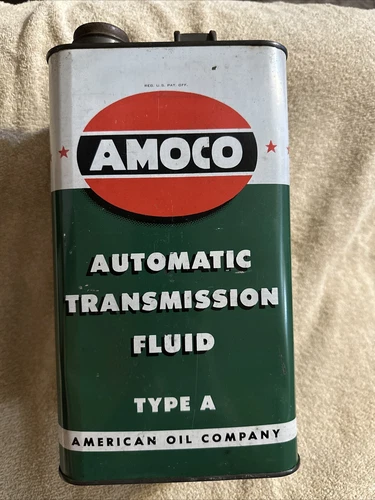 REG. U.S. PAT. OFF.
AMOCO
AUTOMATIC
TRANSMISSION
FLUID
TYPE A
AMERICAN OIL COMPANY